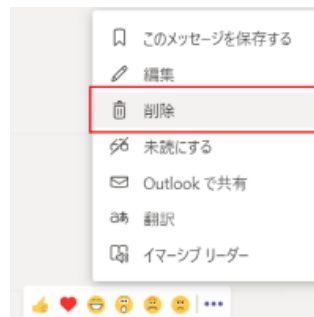 このメッセージを保存する
編集
削除
未読にする
Outlook で共有
翻訳
イマーシブ リーダー